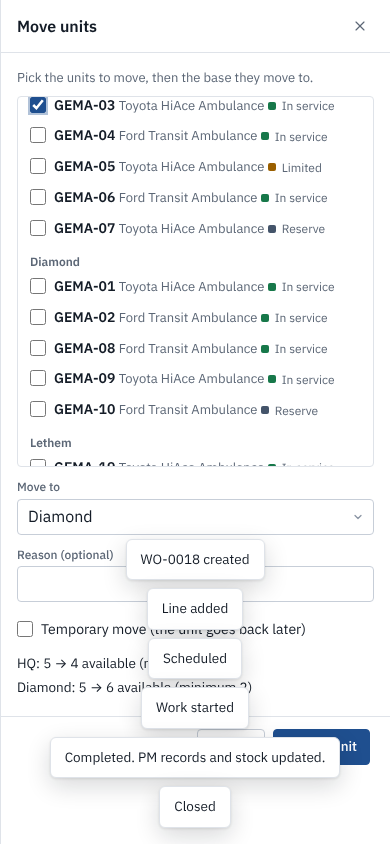 Move units
Pick the units to move, then the base they move to.
GEMA-03 Toyota HiAce Ambulance In service
GEMA-04 Ford Transit Ambulance In service
GEMA-05 Toyota HiAce Ambulance Limited
GEMA-06 Ford Transit Ambulance In service
GEMA-07 Toyota HiAce Ambulance Reserve
Diamond
GEMA-01 Toyota HiAce Ambulance In service
GEMA-02 Ford Transit Ambulance In service
GEMA-08 Ford Transit Ambulance In service
GEMA-09 Toyota HiAce Ambulance In service
GEMA-10 Ford Transit Ambulance Reserve
Lethem
Move to
Diamond
Reason (optional)
WO-0018 created
Line added
Temporary move (the unit goes back later)
Scheduled
HQ: 5 → 4 available
Diamond: 5 → 6 available (minimum 2)
Work started
Completed. PM records and stock updated.
Closed